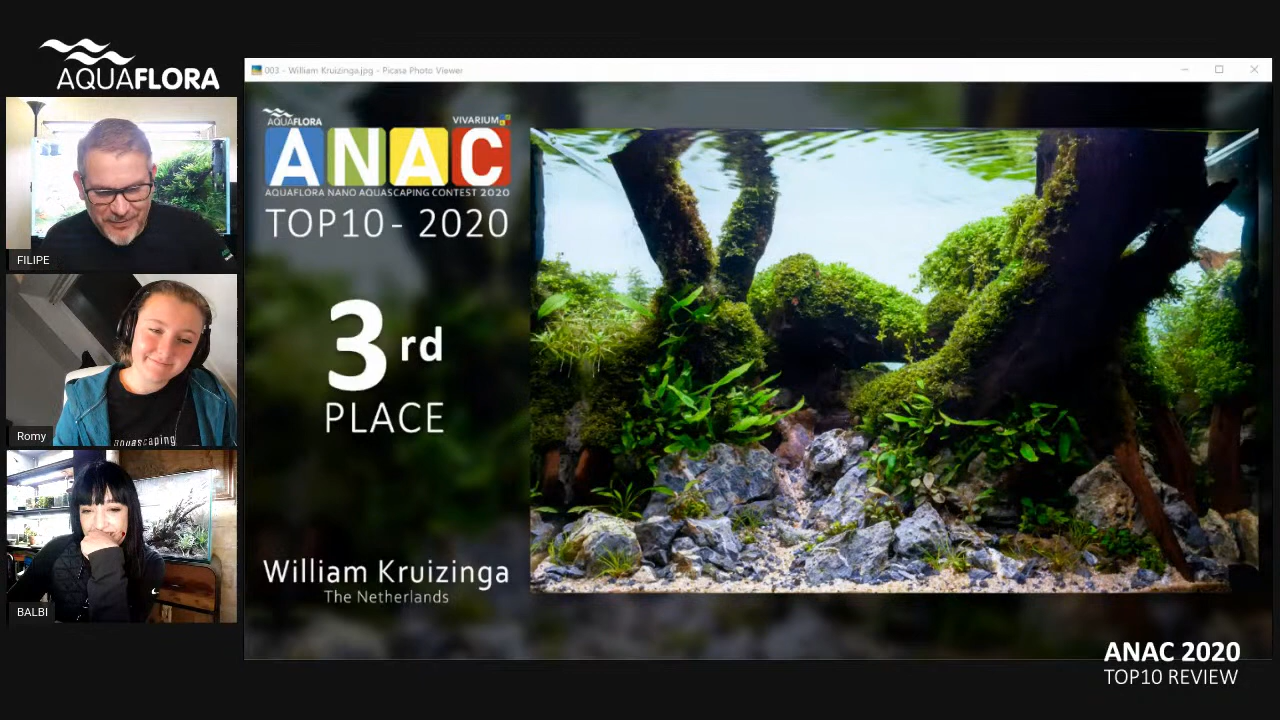 AQUAFLORA
FILIPE
Romy
aquascaping
BALBI
003 - William Kruizinga.jpg - Picasa Photo Viewer
AQUAFLORA
VIVARIUM
ANAC
AQUAFLORA NANO AQUASCAPING CONTEST 2020
TOP10 - 2020
3rd
PLACE
William Kruizinga
The Netherlands
ANAC 2020
TOP10 REVIEW